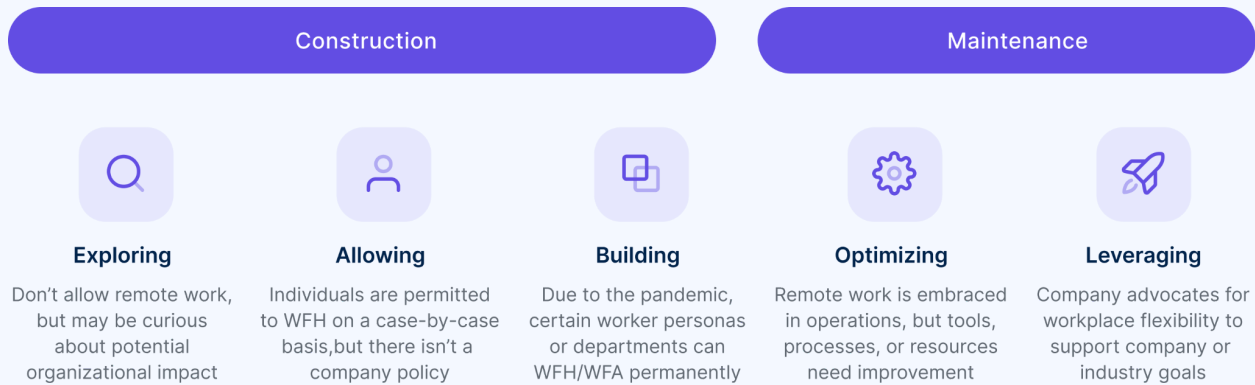 Construction
Maintenance
Exploring
Don’t allow remote work,
but may be curious
about potential
organizational impact
Allowing
Individuals are permitted
to WFH on a case-by-case
basis,but there isn’t a
company policy
Building
Due to the pandemic,
certain worker personas
or departments can
WFH/WFA permanently
Optimizing
Remote work is embraced
in operations, but tools,
processes, or resources
need improvement
Leveraging
Company advocates for
workplace flexibility to
support company or
industry goals